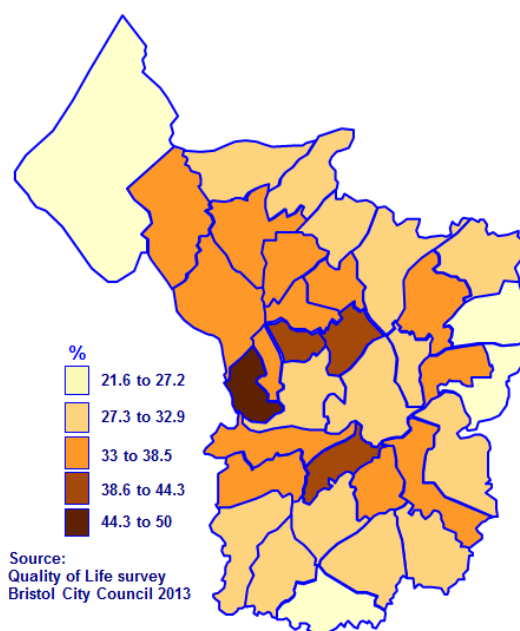 %
21.6 to 27.2
27.3 to 32.9
33 to 38.5
38.6 to 44.3
44.3 to 50
Source:
Quality of Life survey
Bristol City Council 2013